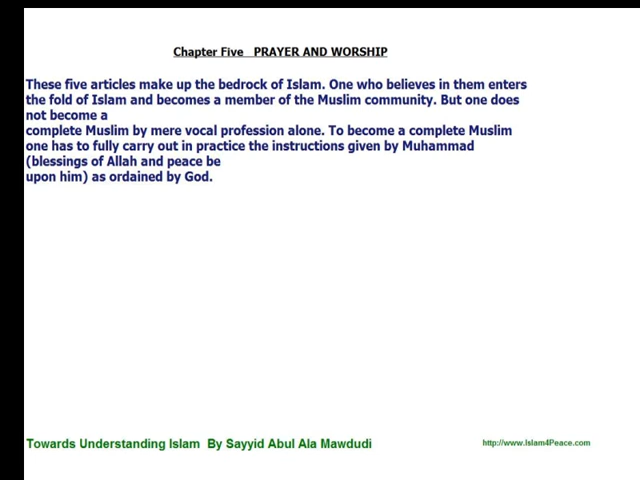 Chapter Five   PRAYER AND WORSHIP
These five articles make up the bedrock of Islam. One who believes in them enters
the fold of Islam and becomes a member of the Muslim community. But one does
not become a
complete Muslim by mere vocal profession alone. To become a complete Muslim
one has to fully carry out in practice the instructions given by Muhammad
(blessings of Allah and peace be
upon him) as ordained by God.
Towards Understanding Islam  By Sayyid Abul Ala Mawdudi
http://www.Islam4Peace.com